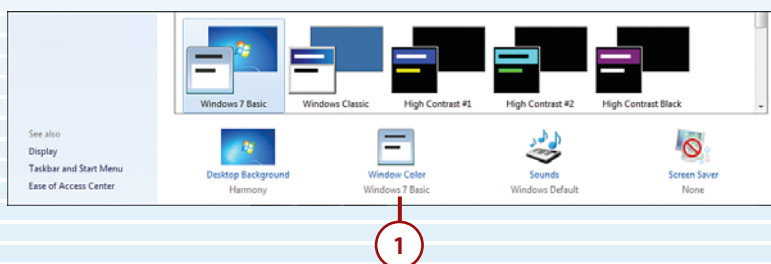 Windows 7 Basic
Windows Classic
High Contrast #1
High Contrast #2
High Contrast Black
See also
Display
Taskbar and Start Menu
Ease of Access Center
Desktop Background
Harmony
Window Color
Windows 7 Basic
Sounds
Windows Default
Screen Saver
None
1